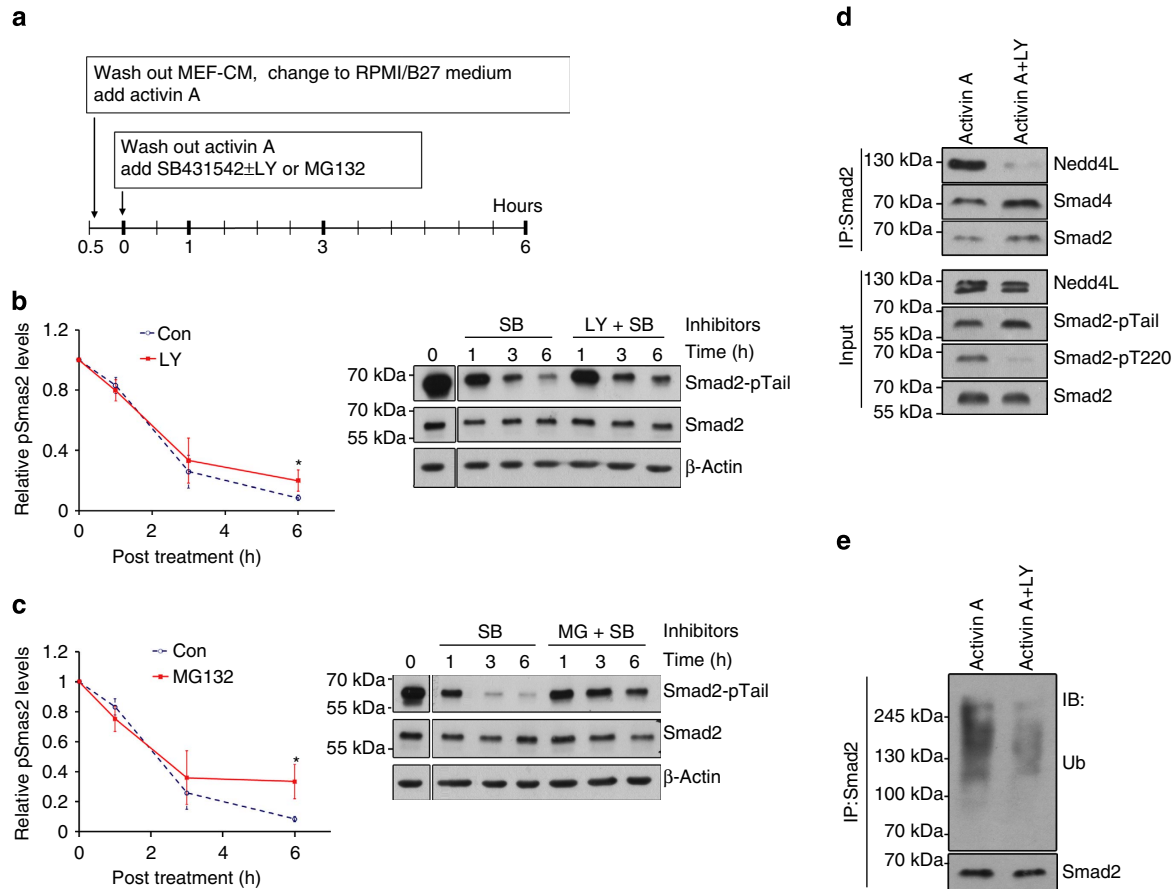 a
Wash out MEF-CM, change to RPMI/B27 medium
add activin A
Wash out activin A
add SB431542±LY or MG132
Hours
0.5 0 1 3 6
b
1.2
0.8
0.4
0
Relative pSmas2 levels
Con
LY
*
0 2 4 6
Post treatment (h)
SB LY + SB Inhibitors
0 1 3 6 1 3 6 Time (h)
70 kDa
Smad2-pTail
70 kDa
55 kDa
Smad2
β-Actin
c
1.2
1
0.8
0.6
0.4
0.2
0
Relative pSmas2 levels
Con
MG132
*
0 2 4 6
Post treatment (h)
SB MG + SB Inhibitors
0 1 3 6 1 3 6 Time (h)
70 kDa
55 kDa
Smad2-pTail
55 kDa
Smad2
β-Actin
d
Activin A
Activin A+LY
IP:Smad2
130 kDa Nedd4L
70 kDa Smad4
70 kDa Smad2
Input
130 kDa Nedd4L
70 kDa
55 kDa
Smad2-pTail
70 kDa Smad2-pT220
70 kDa
55 kDa
Smad2
e
Activin A
Activin A+LY
IP:Smad2
IB:
245 kDa
130 kDa Ub
100 kDa
70 kDa
70 kDa Smad2